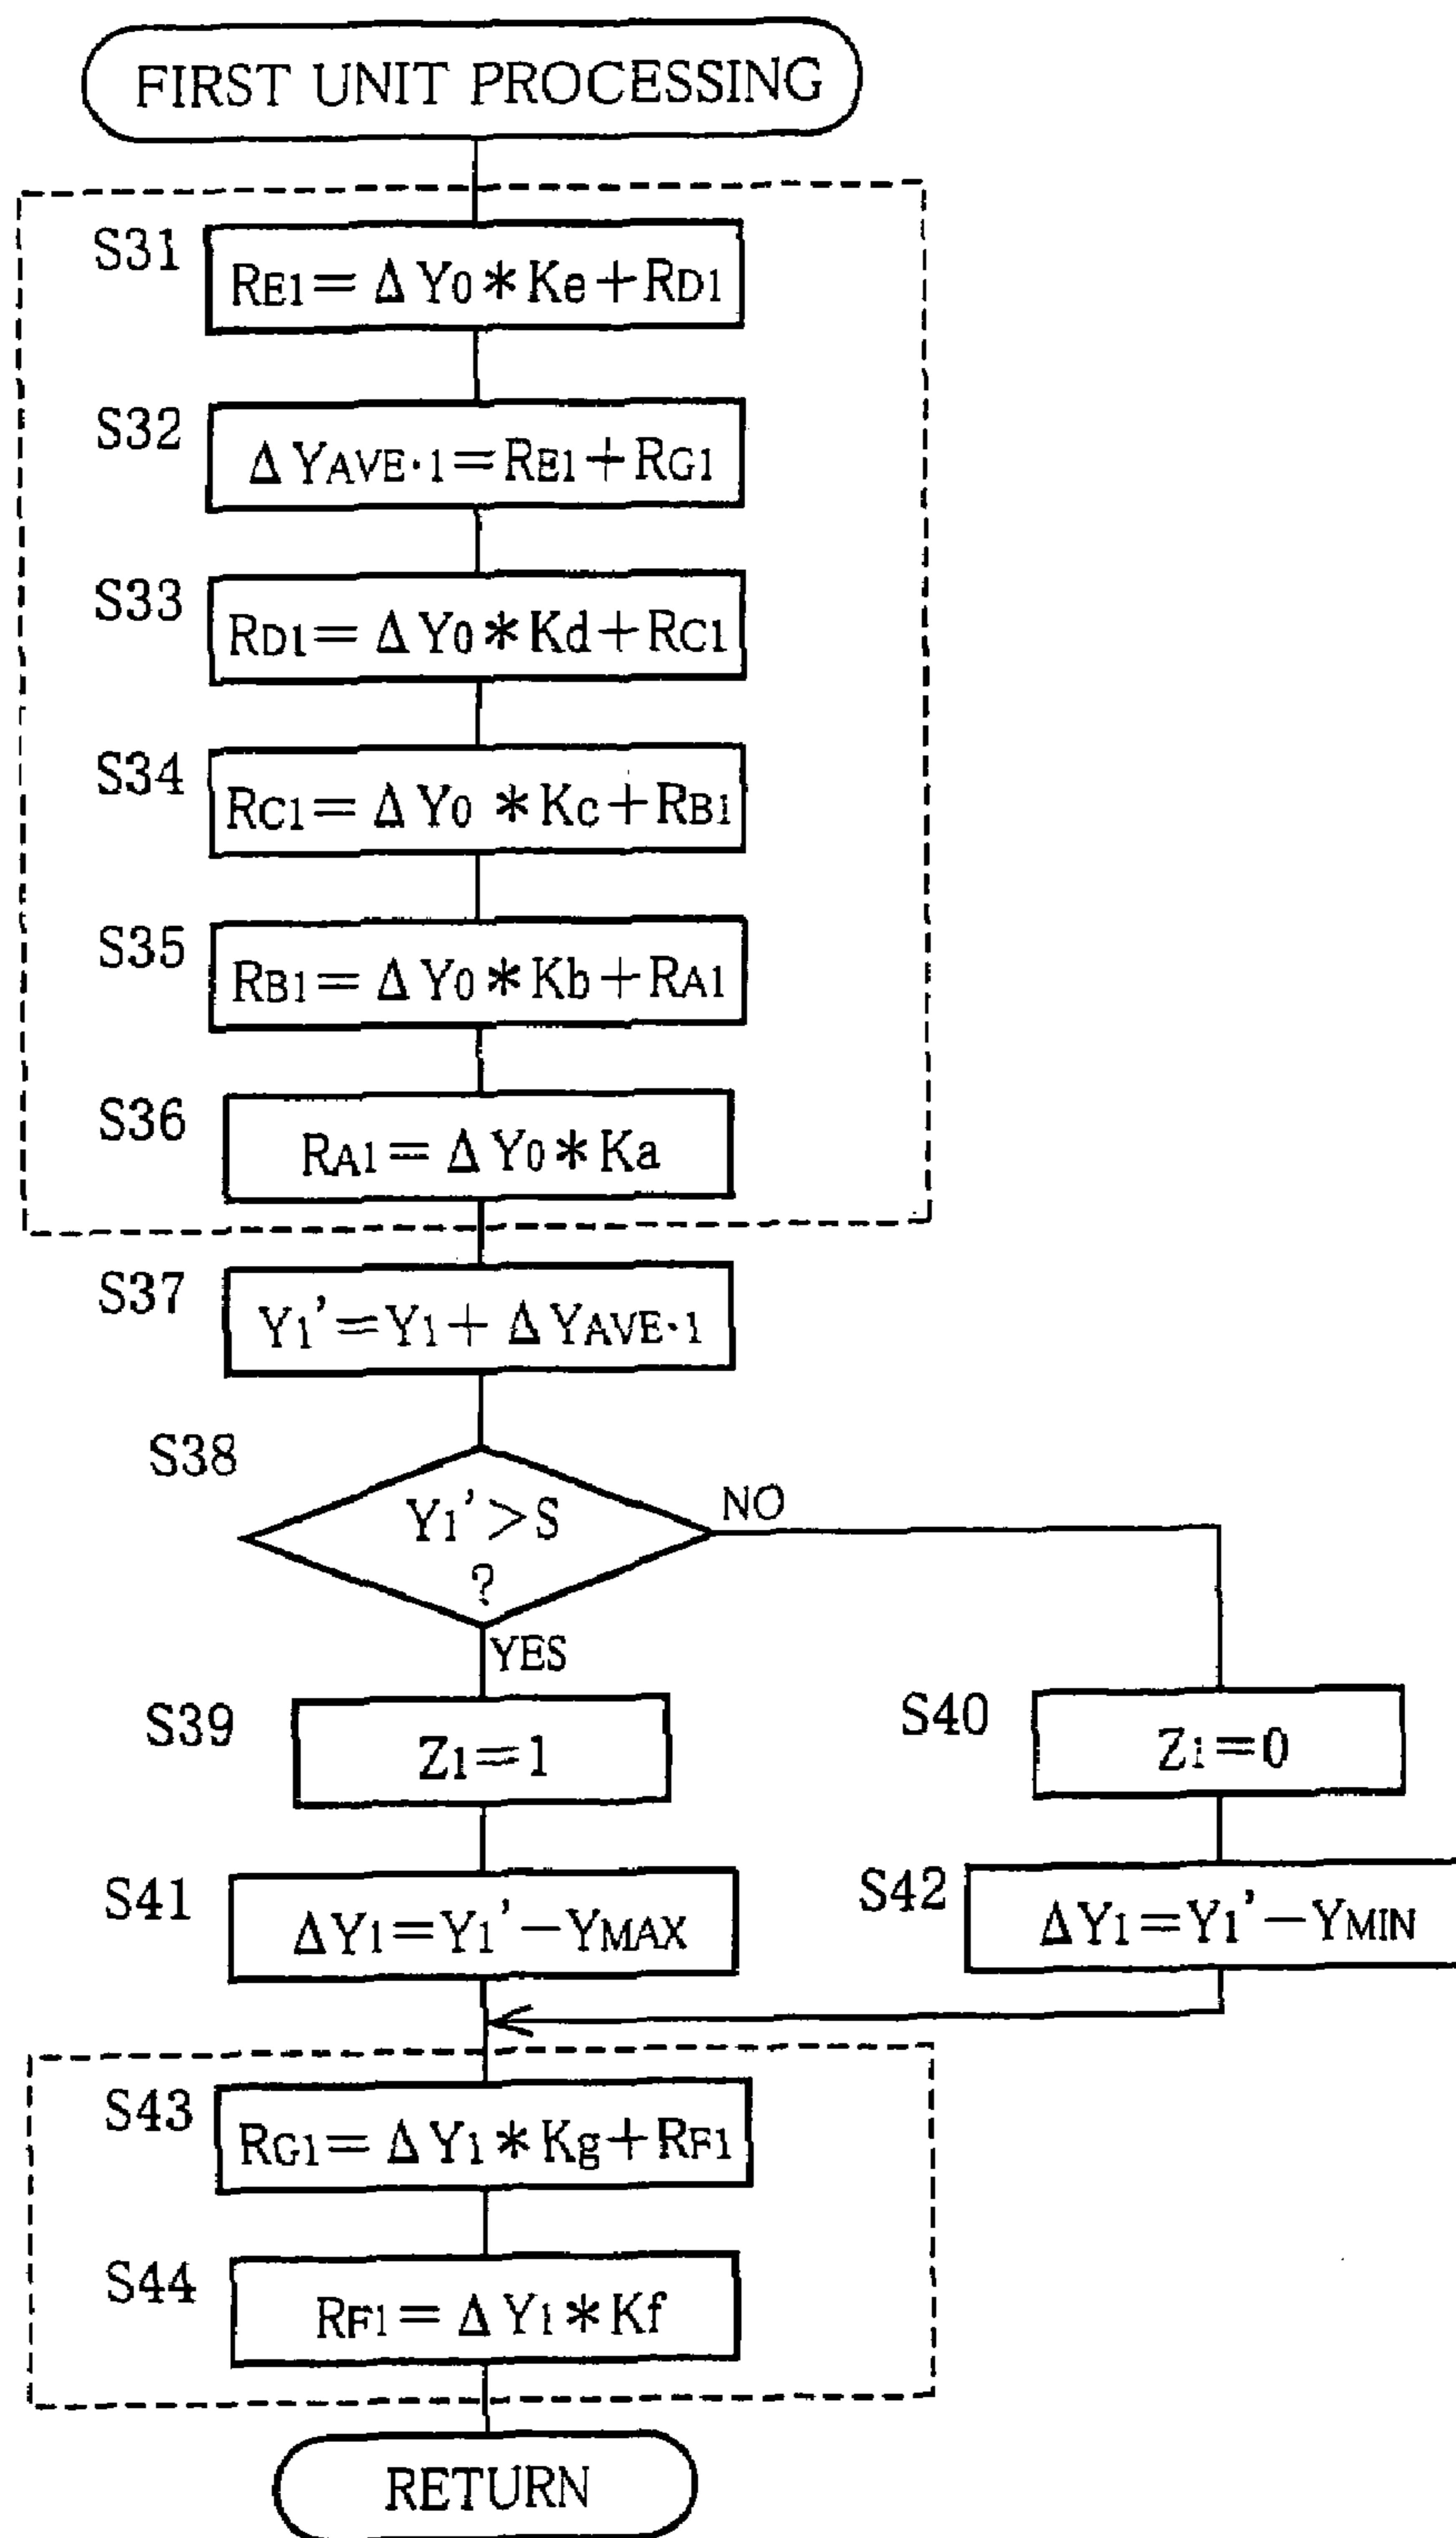 FIRST UNIT PROCESSING
S31
RE1=ΔY0*Ke+RD1
S32
ΔYAVE·1=RE1+RG1
S33
RD1=ΔY0*Kd+RC1
S34
RC1=ΔY0*Kc+RB1
S35
RB1=ΔY0*Kb+RA1
S36
RA1=ΔY0*Ka
S37
Y1'=Y1+ΔYAVE·1
S38
Y1'>S
?
NO
YES
S39
Z1=1
S40
Z1=0
S41
ΔY1=Y1'-YMAX
S42
ΔY1=Y1'-YMIN
S43
RG1=ΔY1*Kg+RF1
S44
RF1=ΔY1*Kf
RETURN